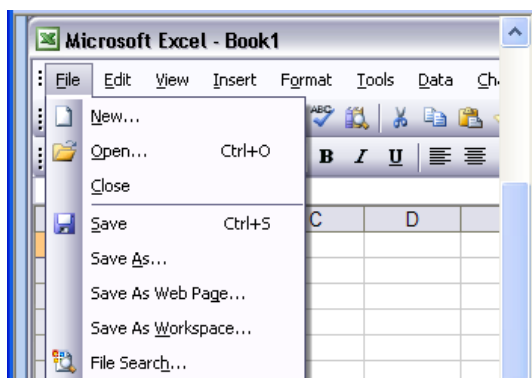 Microsoft Excel - Book1
File Edit View Insert Format Tools Data
ABC
New...
Open... Ctrl+O
B I U
Close
Save Ctrl+S
C D
Save As...
Save As Web Page...
Save As Workspace...
File Search...